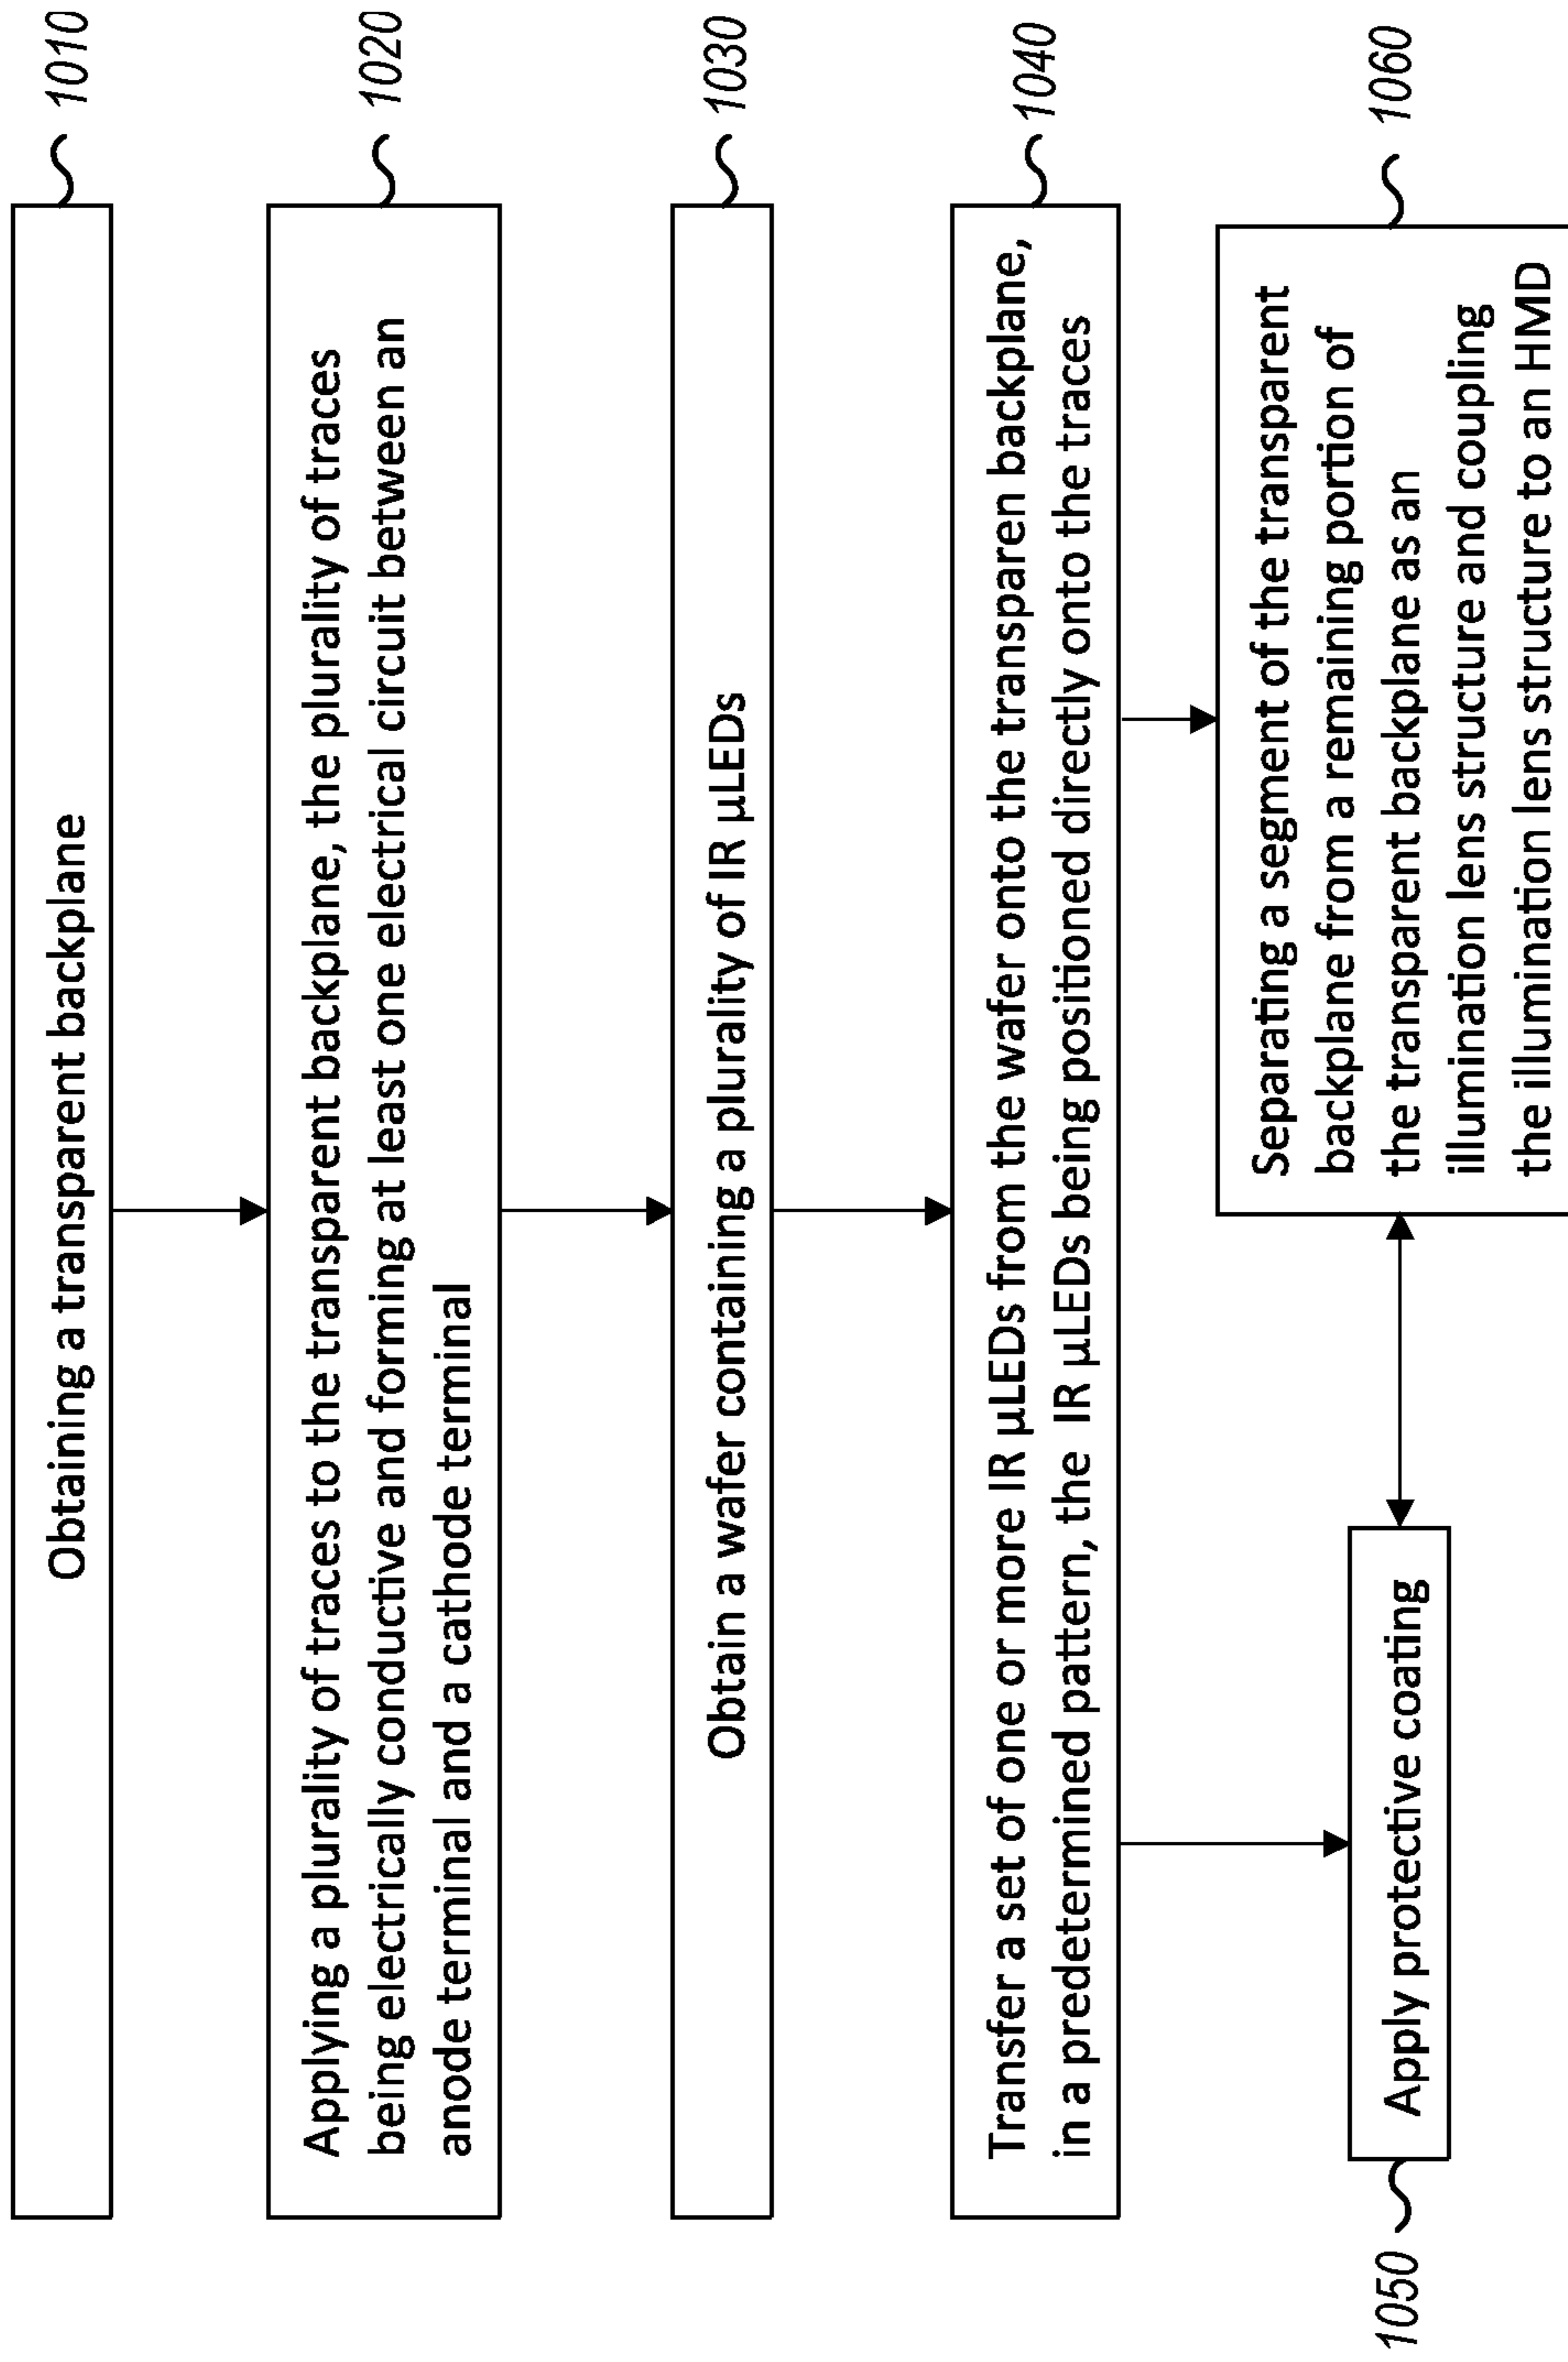 Obtaining a transparent backplane
1010
Applying a plurality of traces to the transparent backplane, the plurality of traces
being electrically conductive and forming at least one electrical circuit between an
anode terminal and a cathode terminal
1020
Obtain a wafer containing a plurality of IR µLEDs
1030
Transfer a set of one or more IR µLEDs from the wafer onto the transparen backplane,
in a predetermined pattern, the IR µLEDs being positioned directly onto the traces
1040
1050
Apply protective coating
Separating a segment of the transparent
backplane from a remaining portion of
the transparent backplane as an
illumination lens structure and coupling
the illumination lens structure to an HMD
1060